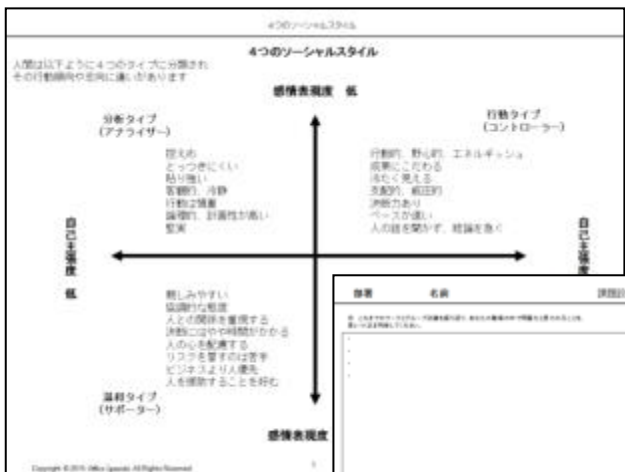 4つのソーシャルスタイル
4つのソーシャルスタイル
人間は以下ように4つのタイプに分類され
その行動傾向や志向に違いがあります
感情表現度 低
分析タイプ
(アナライザー)
行動タイプ
(コントローラー)
控えめ
とっつきにくい
粘り強い
客観的、冷静
行動は慎重
論理的、計画性が高い
堅実
行動的、野心的、エネルギッシュ
成果にこだわる
冷たく見える
支配的、威圧的
決断力あり
ペースが速い
人の話を聞かず、結論を急ぐ
自己主張度 低
自己主張度
親しみやすい
協調的な態度
人との関係を重視する
決断にはやや時間がかかる
人の心を配慮する
リスクを冒すのは苦手
ビジネスより人優先
人を援助することを好む
温和タイプ
(サポーター)
感情表現度
部署 名前
Copyright © All Rights Reserved